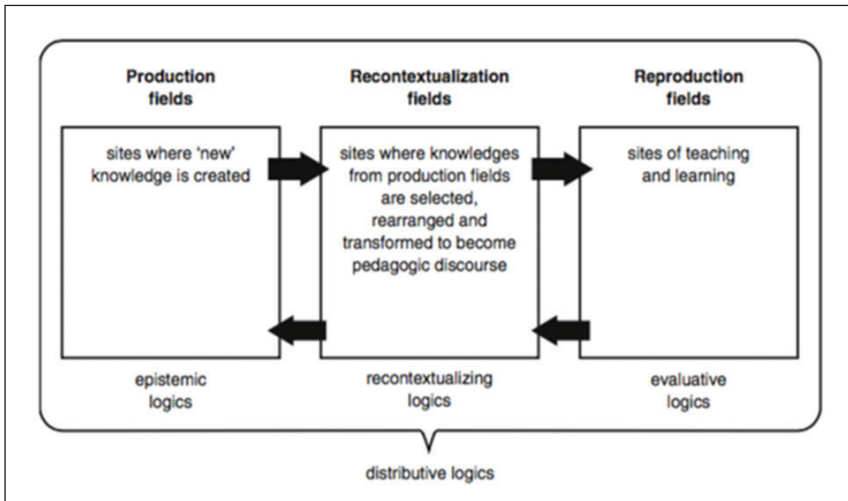 Production
fields
Recontextualization
fields
Reproduction
fields
sites where 'new'
knowledge is created
sites where knowledges
from production fields
are selected,
rearranged and
transformed to become
pedagogic discourse
sites of teaching
and learning
epistemic
logics
recontextualizing
logics
evaluative
logics
distributive logics